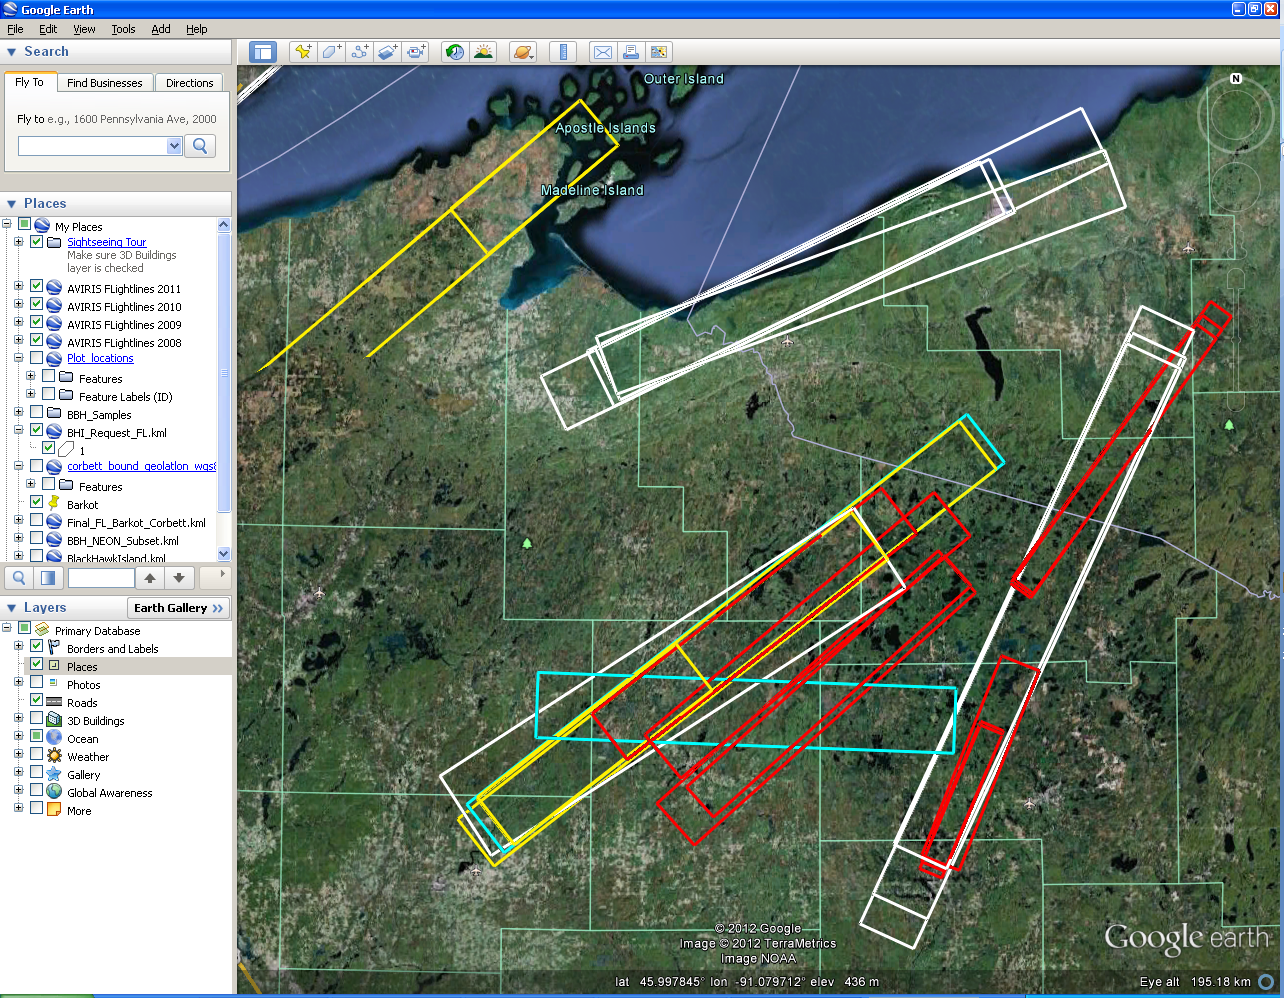 Google Earth
File Edit View Tools Add Help
Search
Fly To Find Businesses Directions
Fly to e.g., 1600 Pennsylvania Ave, 2000
Places
My Places
Sightseeing Tour
Make sure 3D Buildings
layer is checked
AVIRIS FLightlines 2011
AVIRIS FLightlines 2010
AVIRIS FLightlines 2009
AVIRIS FLightlines 2008
Plot_locations
Features
Feature Labels (ID)
BBH_Samples
BHI_Request_FL.kml
1
corbett_bound_geolatlon_wgs8
Features
Barkot
Final_FL_Barkot_Corbett.kml
BBH_NEON_Subset.kml
BlackHawkIsland.kml
Layers
Earth Gallery >>
Primary Database
Borders and Labels
Places
Photos
Roads
3D Buildings
Ocean
Weather
Gallery
Global Awareness
More
Outer Island
Apostle Islands
Madeline Island
N
© 2012 Google
Image © 2012 TerraMetrics
Image NOAA
Google earth
lat 45.997845° lon -91.079712° elev 436 m
Eye alt 195.18 km